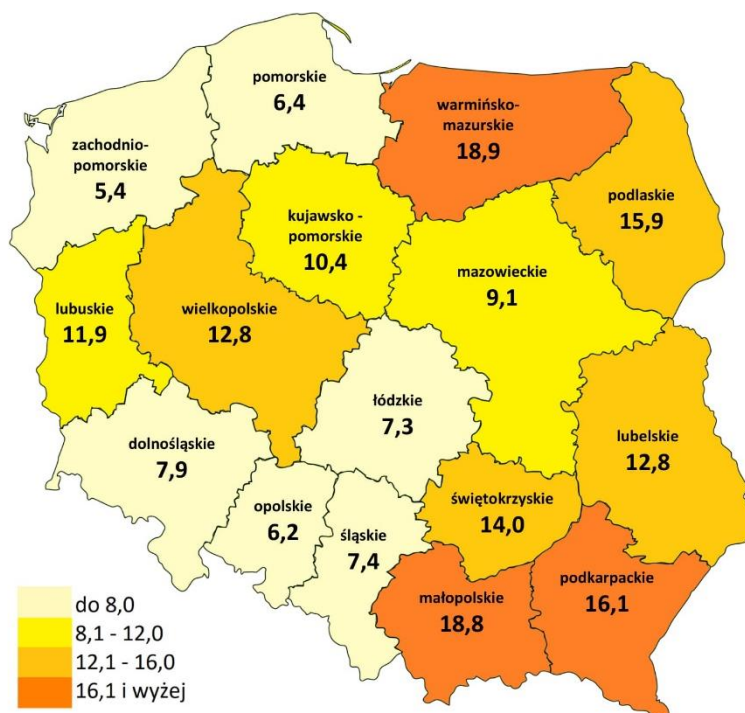 pomorskie
6,4
warmińsko-
mazurskie
18,9
zachodnio-
pomorskie
5,4
podlaskie
15,9
kujawsko -
pomorskie
10,4
mazowieckie
9,1
lubuskie
11,9
wielkopolskie
12,8
łódzkie
7,3
lubelskie
12,8
dolnośląskie
7,9
opolskie
6,2
śląskie
7,4
świętokrzyskie
14,0
małopolskie
18,8
podkarpackie
16,1
do 8,0
8,1 - 12,0
12,1 - 16,0
16,1 i wyżej